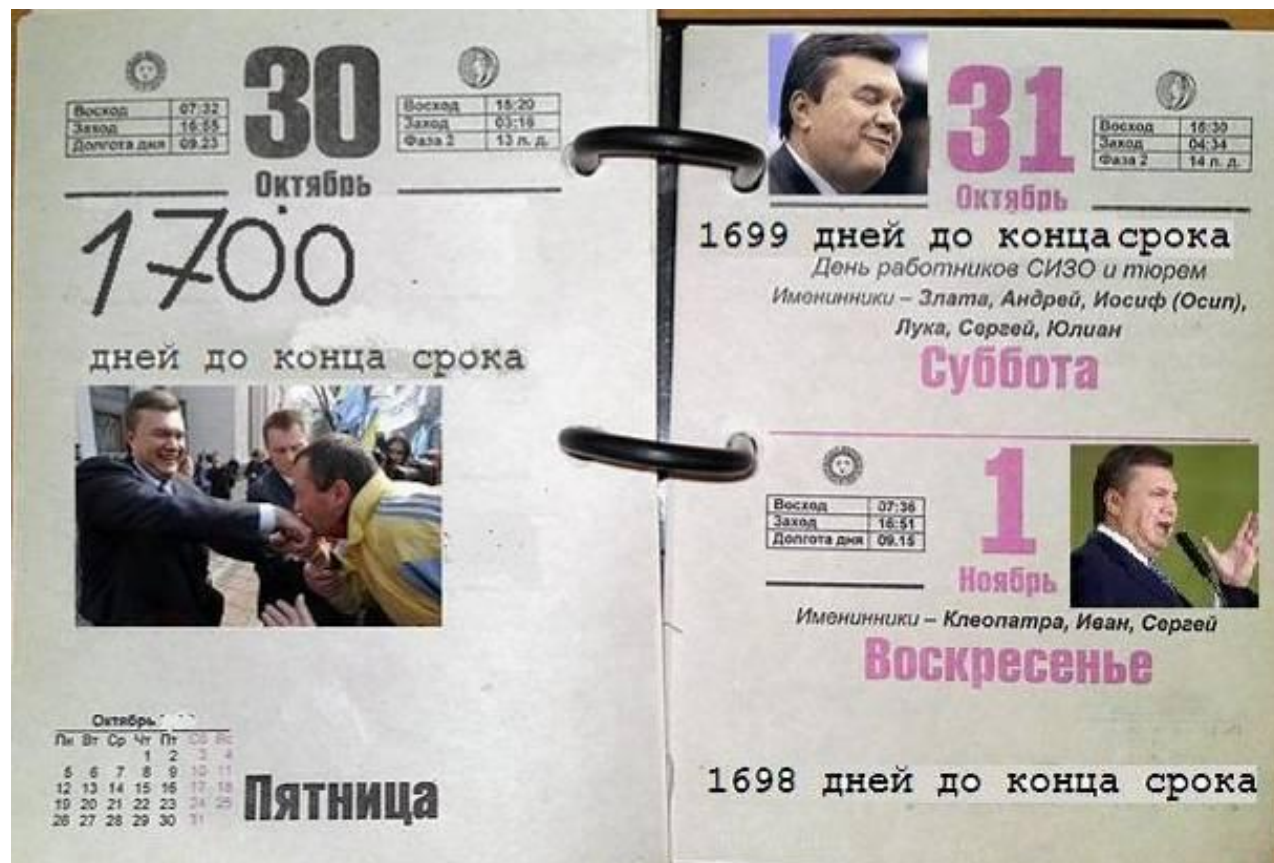 30
Восход 07:32
Заход 16:55
Долгота дня 09.23
Восход 15:20
Заход 03:18
Фаза 2 13 л. д.
Октябрь
1700
дней до конца срока
Октябрь
Пн Вт Ср Чт Пт Сб Вс
1 2 3 4
5 6 7 8 9 10 11
12 13 14 15 16 17 18
19 20 21 22 23 24 25
26 27 28 29 30 31
Пятница
31
Восход 15:30
Заход 04:34
Фаза 2 14 л. д.
Октябрь
1699 дней до конца срока
День работников СИЗО и тюрем
Именинники – Злата, Андрей, Иосиф (Осип),
Лука, Сергей, Юлиан
Суббота
Восход 07:36
Заход 16:51
Долгота дня 09.15
1
Ноябрь
Именинники – Клеопатра, Иван, Сергей
Воскресенье
1698 дней до конца срока